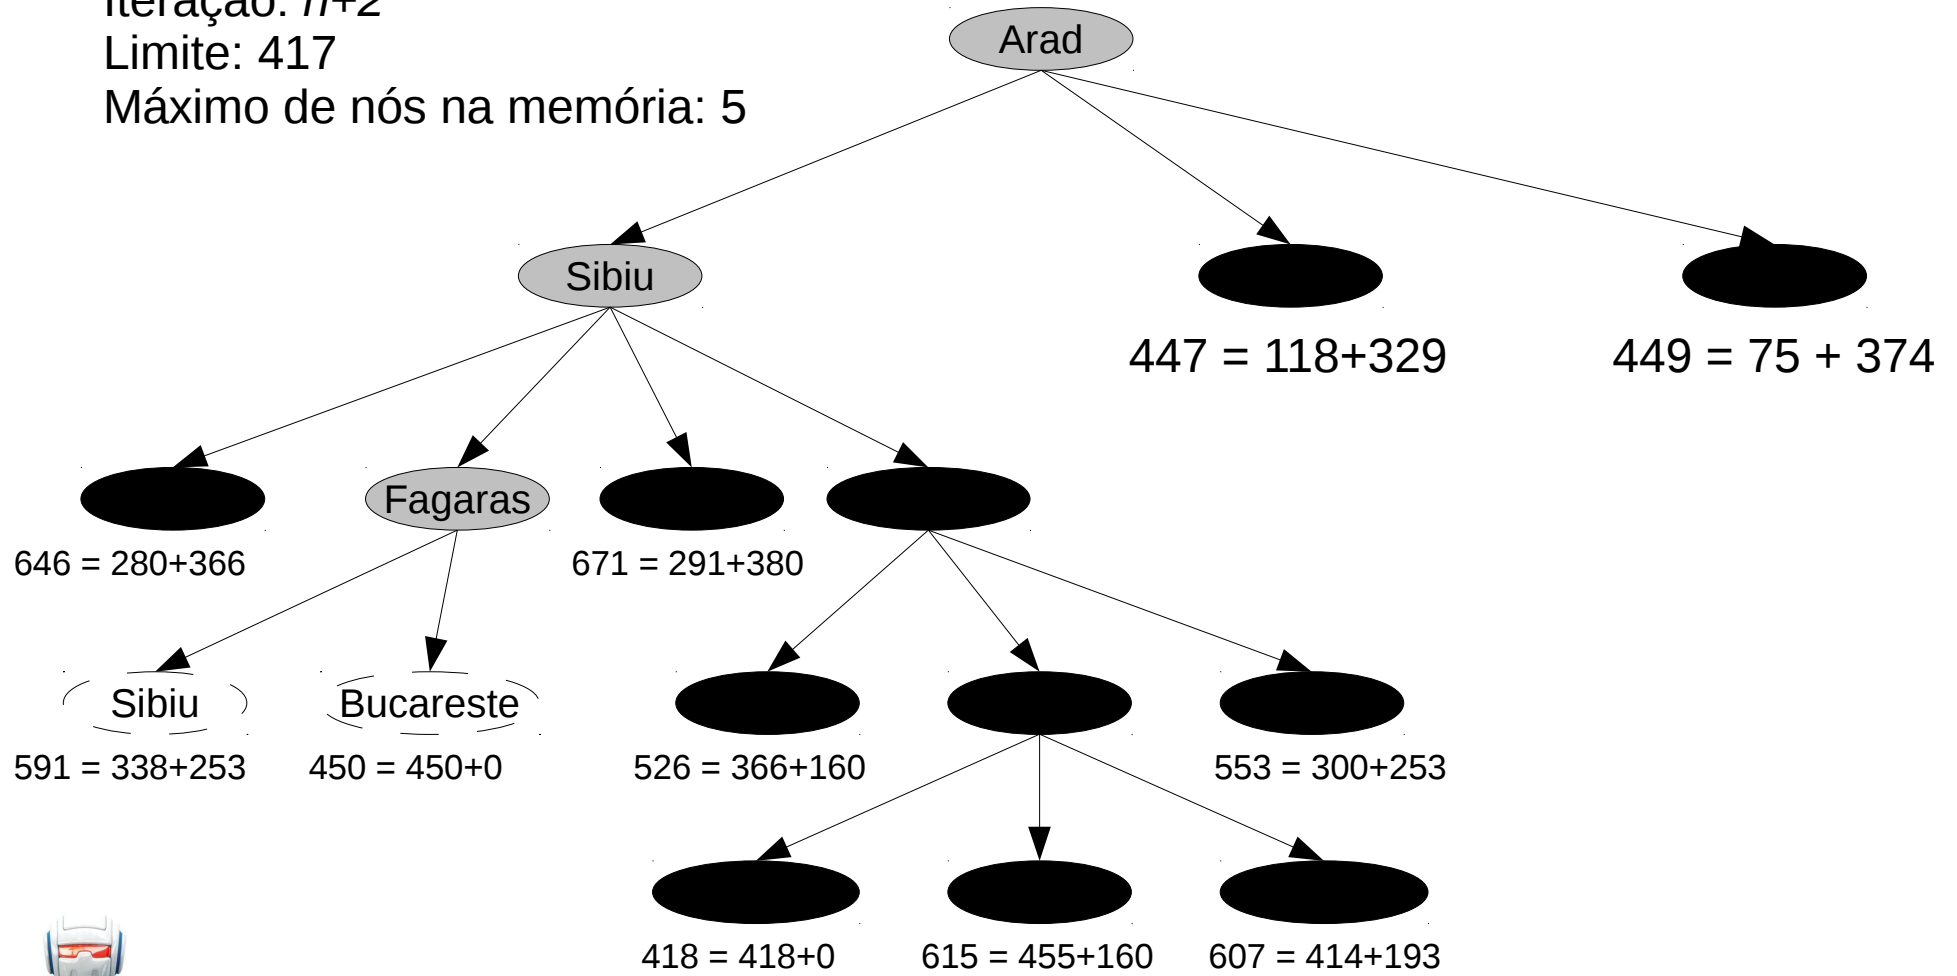 Iteração: n+2
Limite: 417
Máximo de nós na memória: 5
Arad
Sibiu
447 = 118+329
449 = 75 + 374
Fagaras
646 = 280+366
671 = 291+380
Sibiu
Bucareste
591 = 338+253
450 = 450+0
526 = 366+160
553 = 300+253
418 = 418+0
615 = 455+160
607 = 414+193